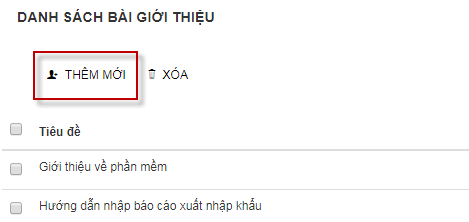 DANH SÁCH BÀI GIỚI THIỆU
THÊM MỚI XÓA
Tiêu đề
Giới thiệu về phần mềm
Hướng dẫn nhập báo cáo xuất nhập khẩu